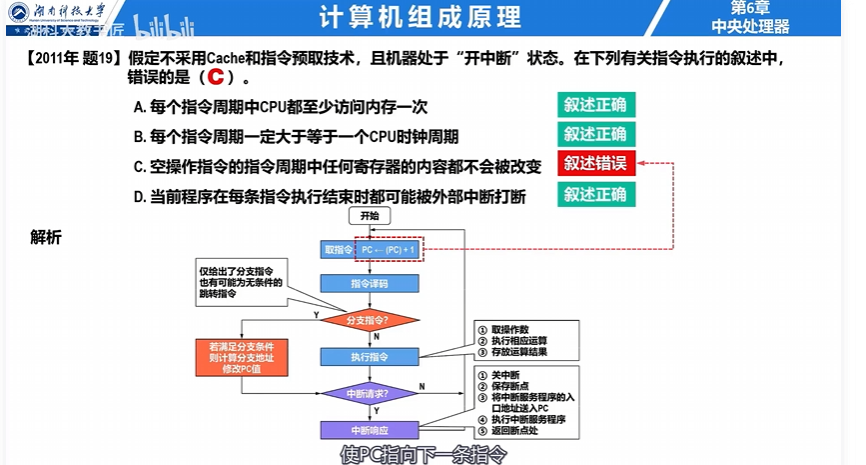 湖南科技大学
Hunan University of Science and Technology
计算机组成原理
第6章
中央处理器
湖科大教书匠
bilibili
【2011年 题19】假定不采用Cache和指令预取技术，且机器处于“开中断”状态。在下列有关指令执行的叙述中，
错误的是（ C ）。
A. 每个指令周期中CPU都至少访问内存一次
叙述正确
B. 每个指令周期一定大于等于一个CPU时钟周期
叙述正确
C. 空操作指令的指令周期中任何寄存器的内容都不会被改变
叙述错误
D. 当前程序在每条指令执行结束时都可能被外部中断打断
叙述正确
解析
开始
取指令 PC ← (PC) + 1
仅给出了分支指令
也有可能为无条件的
跳转指令
指令译码
Y
分支指令?
N
若满足分支条件
则计算分支地址
修改PC值
执行指令
① 取操作数
② 执行相应运算
③ 存放运算结果
中断请求?
N
Y
中断响应
① 关中断
② 保存断点
③ 将中断服务程序的入
口地址送入PC
④ 执行中断服务程序
⑤ 返回断点处
使PC指向下一条指令